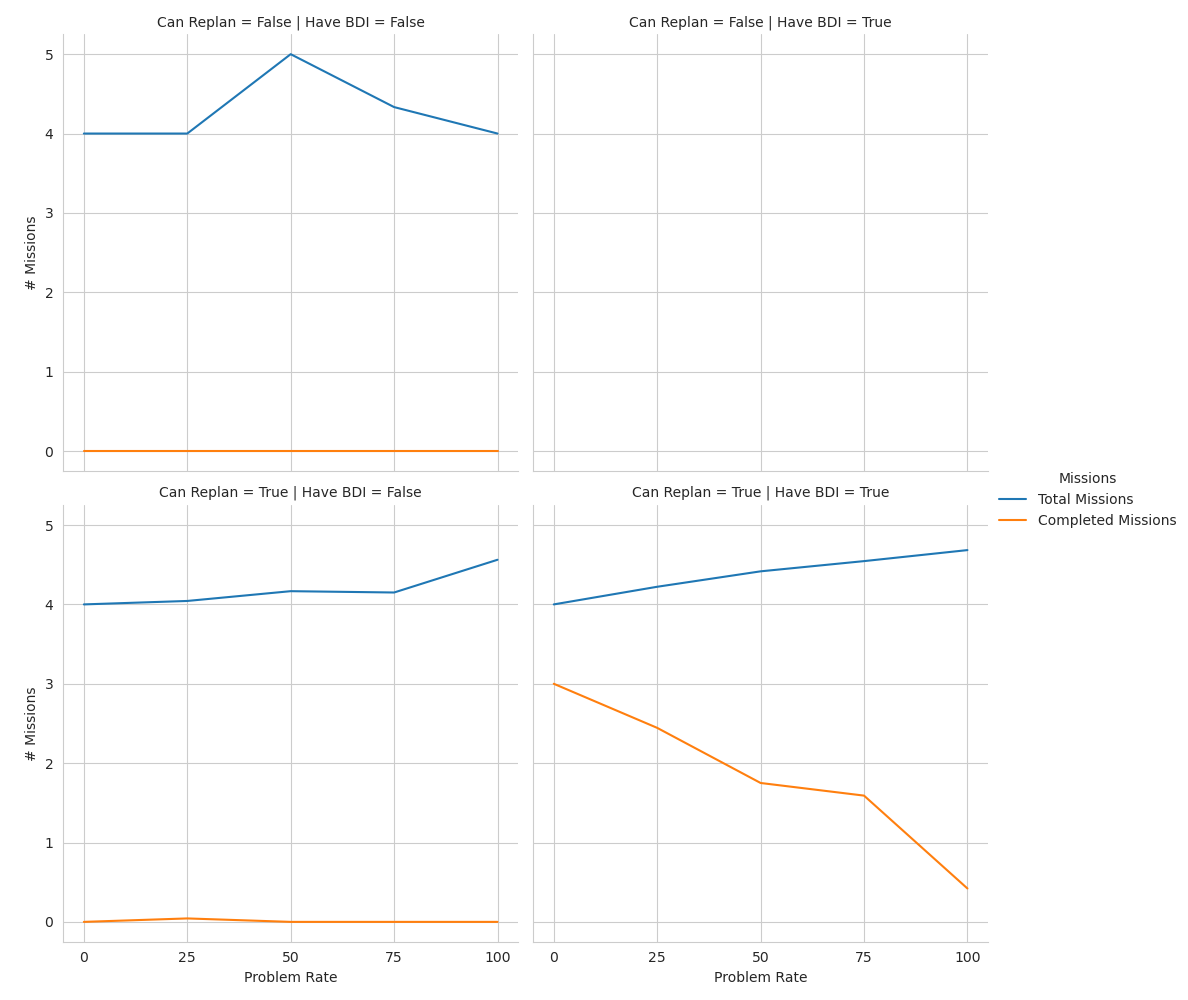 Can Replan = False | Have BDI = False
Can Replan = False | Have BDI = True
5
4
3
2
1
0
# Missions
Can Replan = True | Have BDI = False
Can Replan = True | Have BDI = True
5
4
3
2
1
0
# Missions
0 25 50 75 100
Problem Rate
0 25 50 75 100
Problem Rate
Missions
Total Missions
Completed Missions